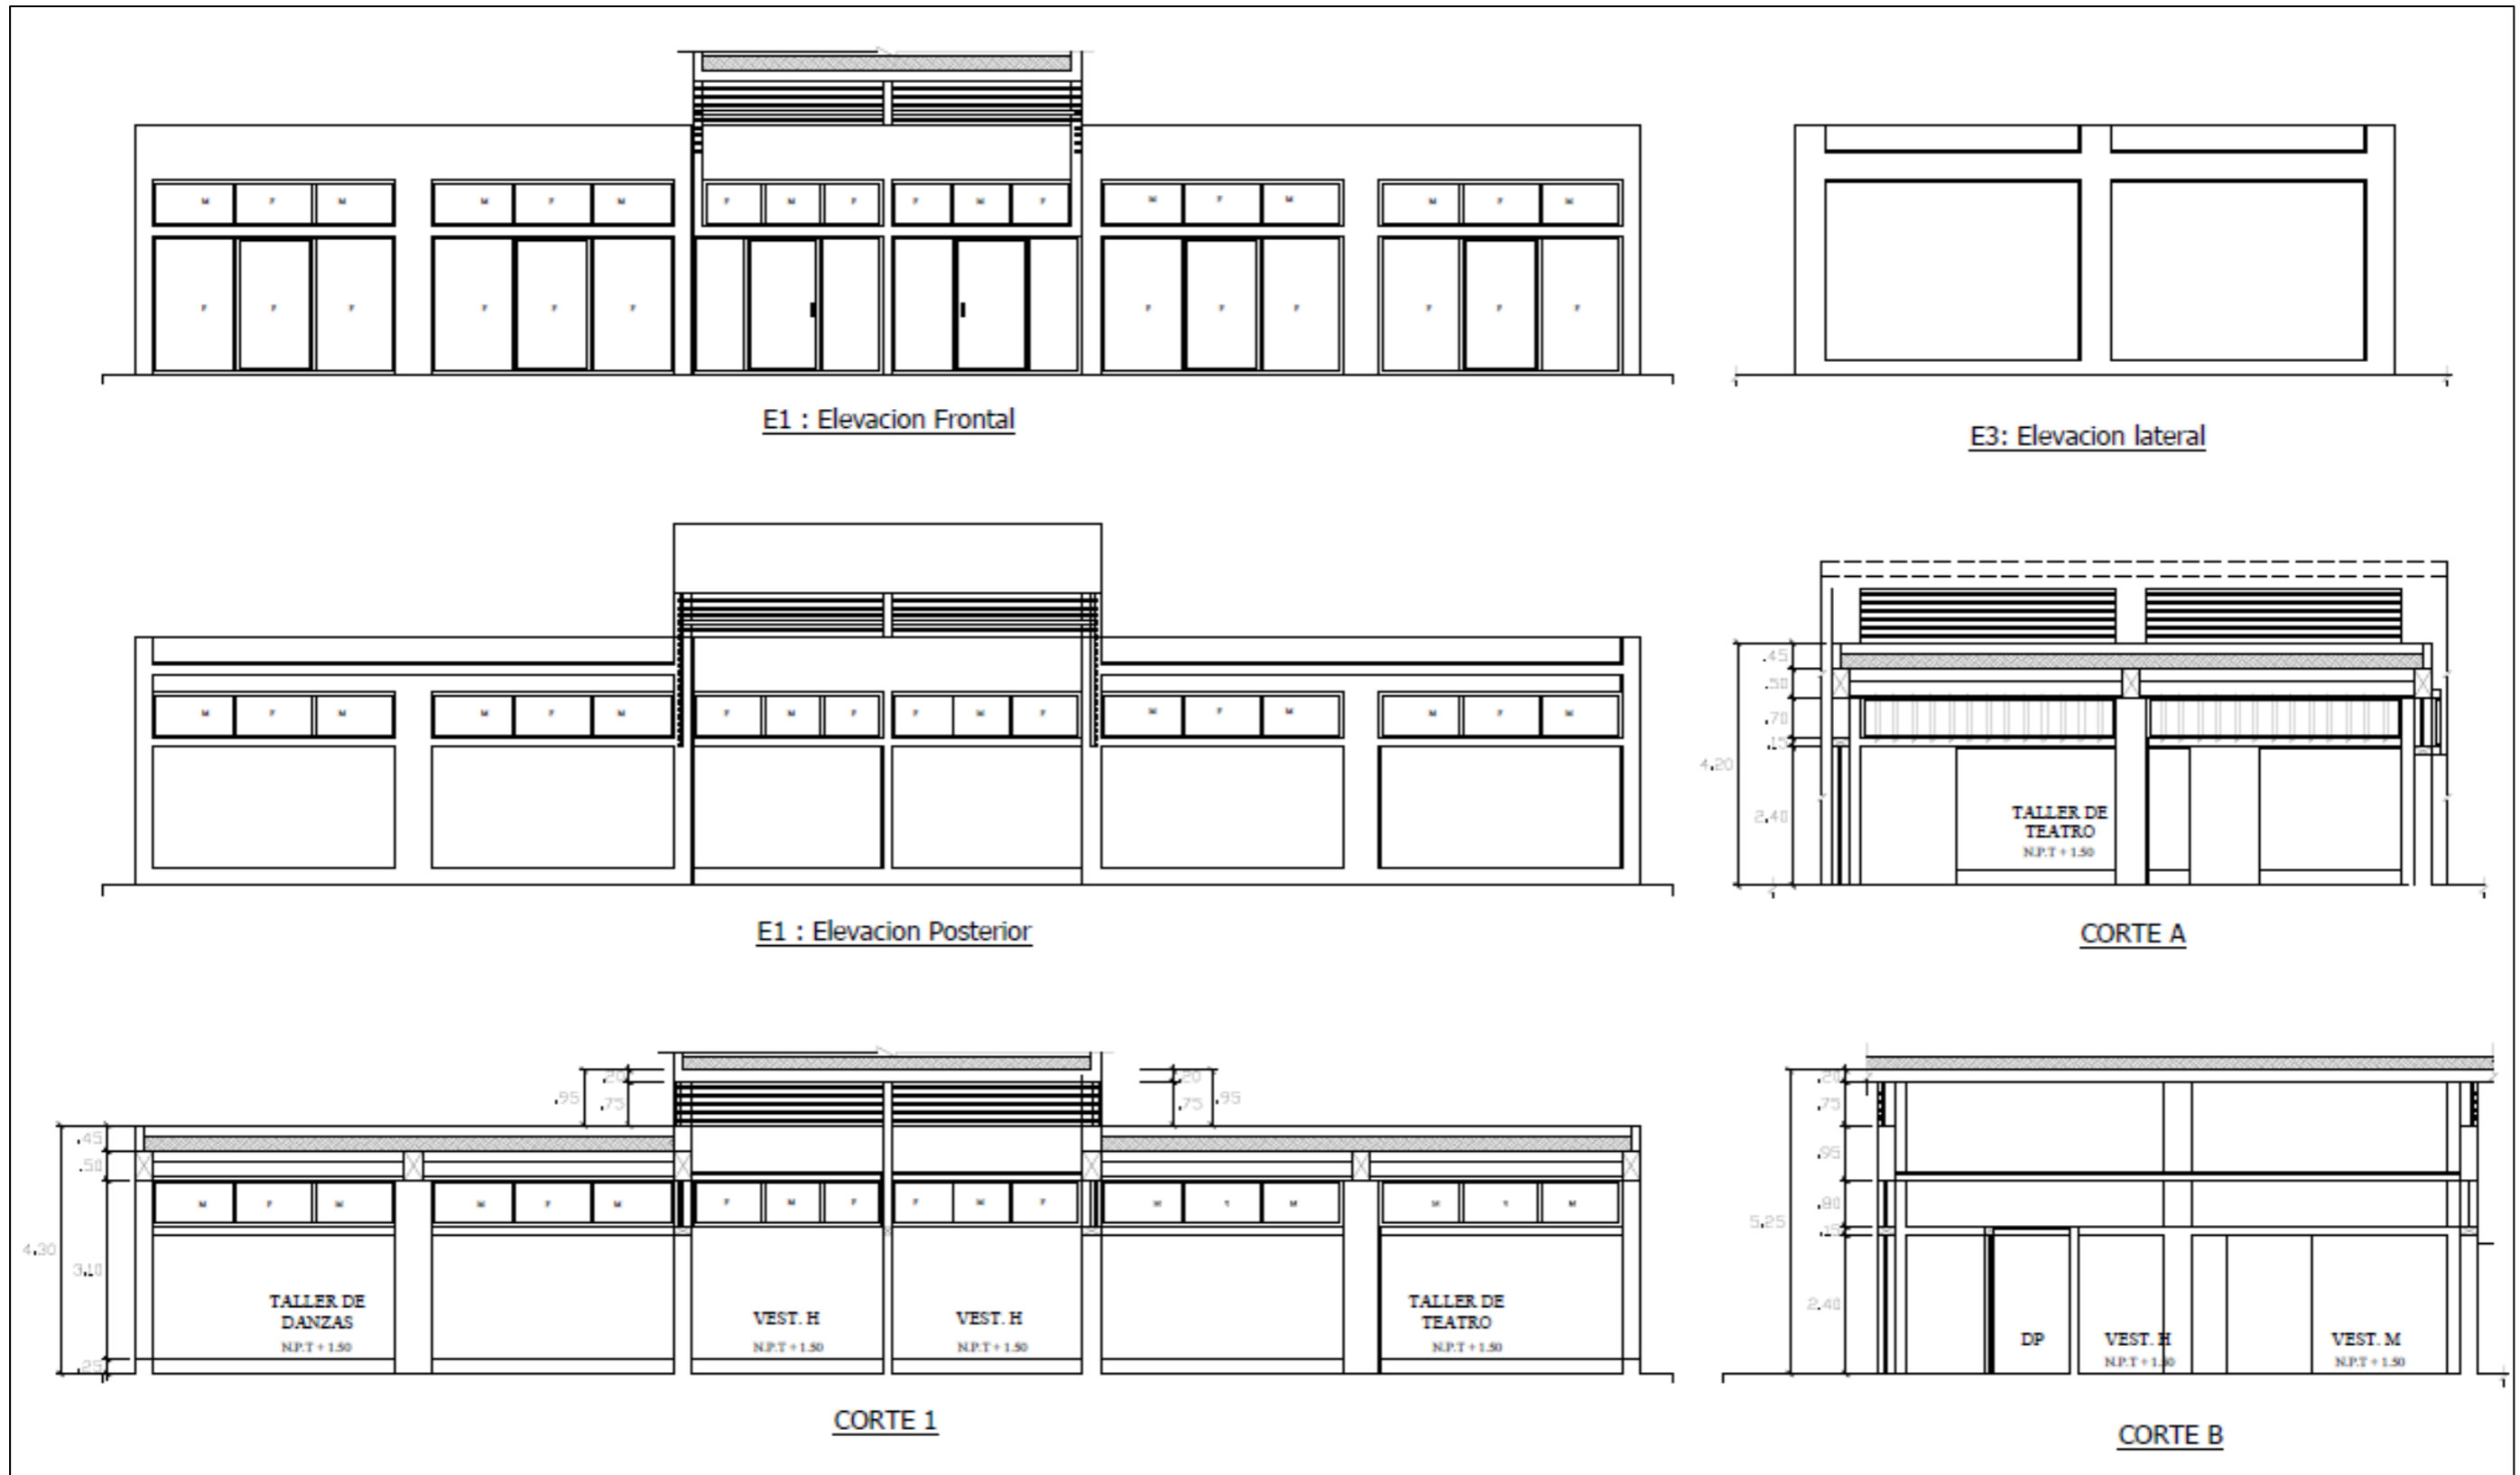 M F M M F M F M F F M F M F M M F M
F F F F F F F F F F F F
E1 : Elevacion Frontal
E3: Elevacion lateral
M F M M F M F M F F M F M F M M F M
E1 : Elevacion Posterior
.45
.50
.70
.15
4.20
2.40
TALLER DE
TEATRO
N.P.T + 1.50
CORTE A
.20
.95 .75
.20
.75 .95
.45
.50
4.30
3.10
.25
M F M M F M F M F F M F M M M M
TALLER DE
DANZAS
N.P.T + 1.50
VEST. H
N.P.T + 1.50
VEST. H
N.P.T + 1.50
TALLER DE
TEATRO
N.P.T + 1.50
CORTE 1
.20
.75
.95
.80
.15
5.25
2.40
DP
VEST. H
N.P.T + 1.50
VEST. M
N.P.T + 1.50
CORTE B